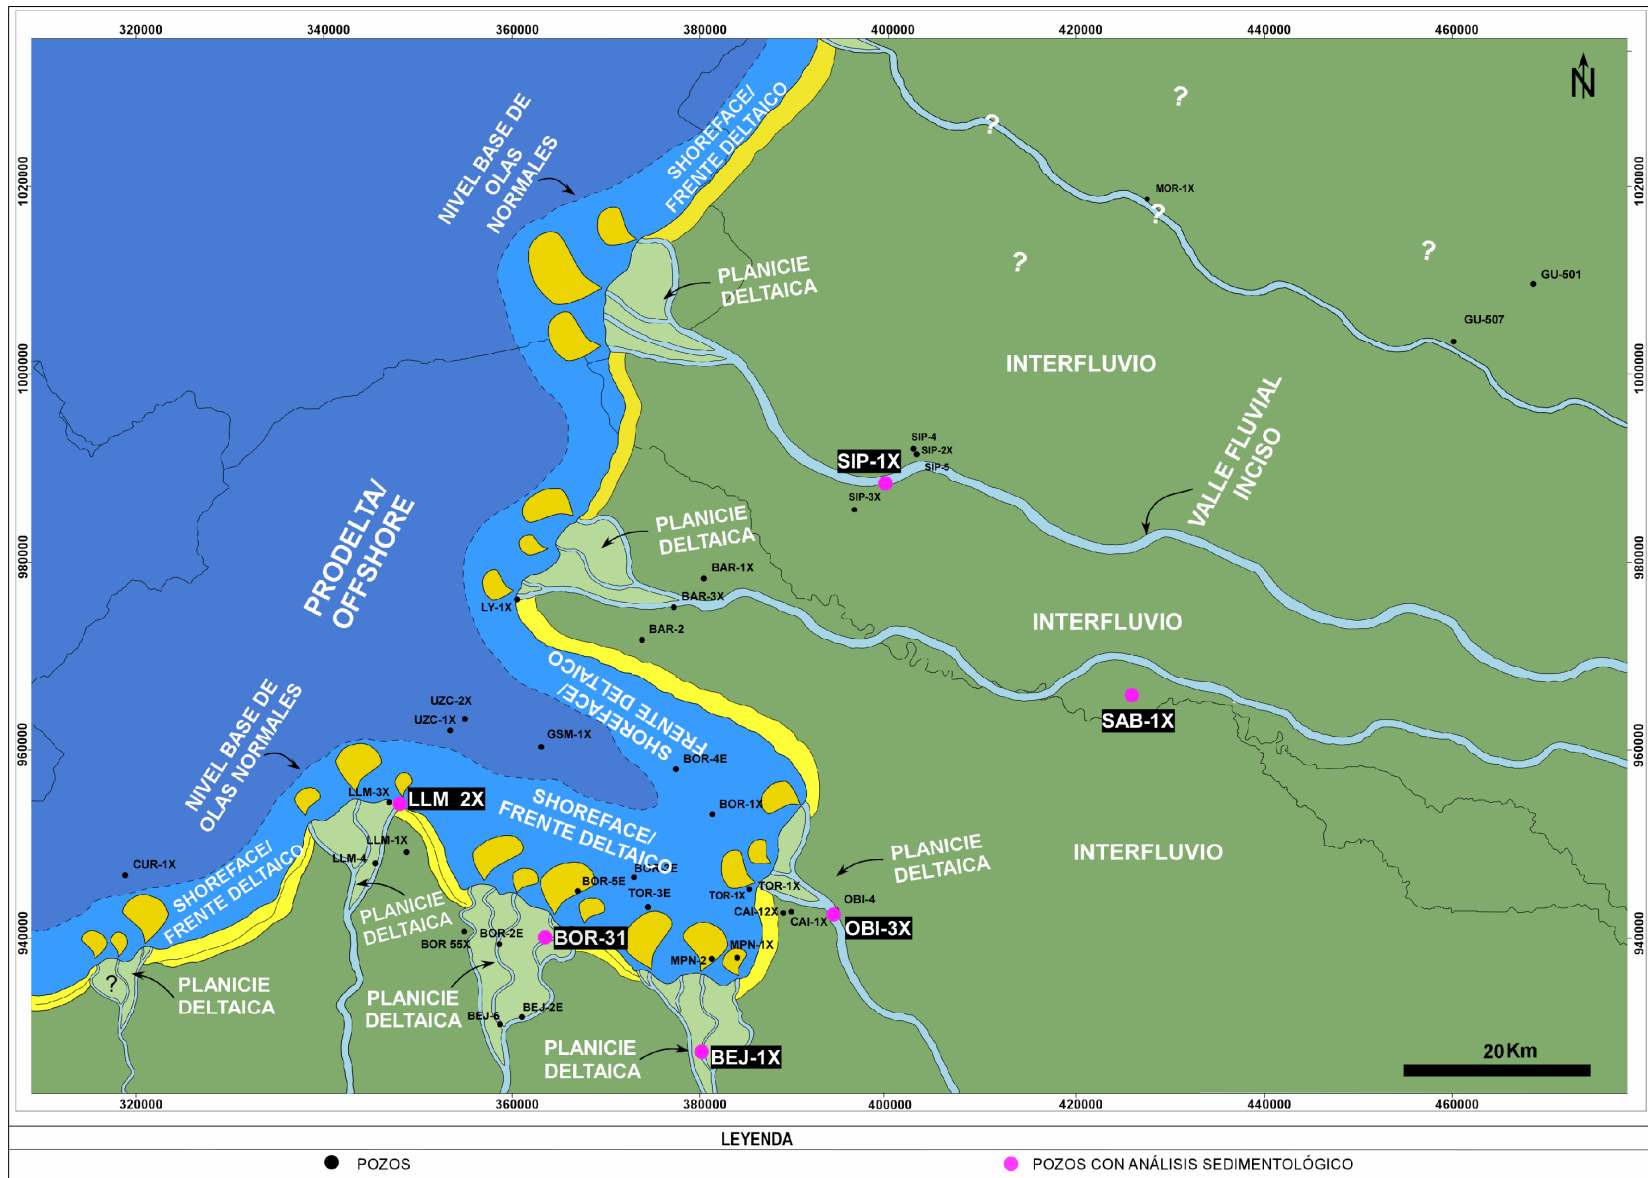 320000
340000
360000
380000
400000
420000
440000
460000
N
1020000
1000000
980000
960000
940000
1020000
1000000
980000
960000
940000
NIVEL BASE DE
OLAS
NORMALES
SHOREFACE/
FRENTE DELTAICO
?
?
?
?
?
MOR-1X
GU-501
GU-507
PLANICIE
DELTAICA
INTERFLUVIO
VALLE FLUVIAL
INCISO
SIP-4
SIP-2X
SIP-5
SIP-1X
SIP-3X
PRODELTA/
OFFSHORE
PLANICIE
DELTAICA
BAR-1X
BAR-3X
LY-1X
BAR-2
INTERFLUVIO
SHOREFACE/
FRENTE DELTAICO
SAB-1X
UZC-2X
UZC-1X
GSM-1X
BOR-4E
NIVEL BASE DE
OLAS NORMALES
LLM-3X
LLM 2X
SHOREFACE/
FRENTE DELTAICO
BOR-1X
LLM-1X
LLM-4
CUR-1X
SHOREFACE/
FRENTE DELTAICO
PLANICIE
DELTAICA
INTERFLUVIO
PLANICIE
DELTAICA
BOR-5E
TOR-3E
TOR-1X
TOR-1X
OBI-4
CAI-12X
CAI-1X
OBI-3X
BOR-2E
BOR 55X
BOR-31
MPN-1X
MPN-2
?
PLANICIE
DELTAICA
PLANICIE
DELTAICA
BEJ-2E
BEJ-6
PLANICIE
DELTAICA
BEJ-1X
20 Km
320000
360000
380000
400000
420000
440000
460000
LEYENDA
POZOS
POZOS CON ANÁLISIS SEDIMENTOLÓGICO